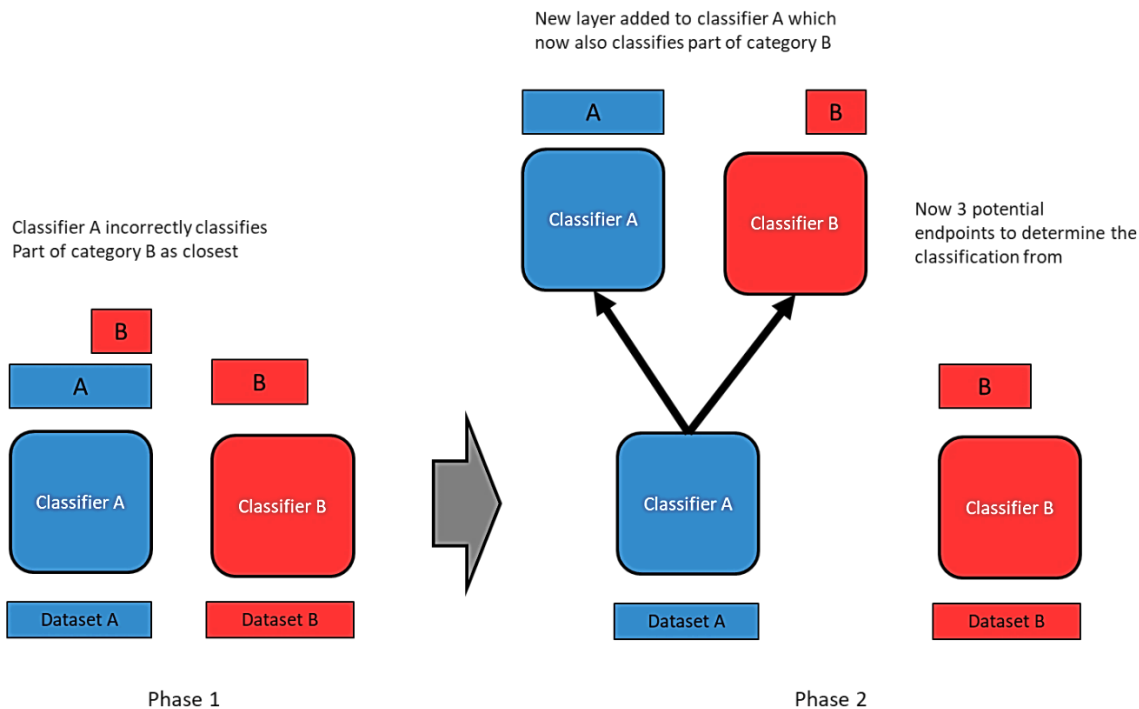 New layer added to classifier A which
now also classifies part of category B
A
B
Classifier A
Classifier B
Now 3 potential
endpoints to determine the
classification from
Classifier A incorrectly classifies
Part of category B as closest
B
A
B
Classifier A
Classifier B
Dataset A
Dataset B
Phase 1
B
Classifier A
Classifier B
Dataset A
Dataset B
Phase 2